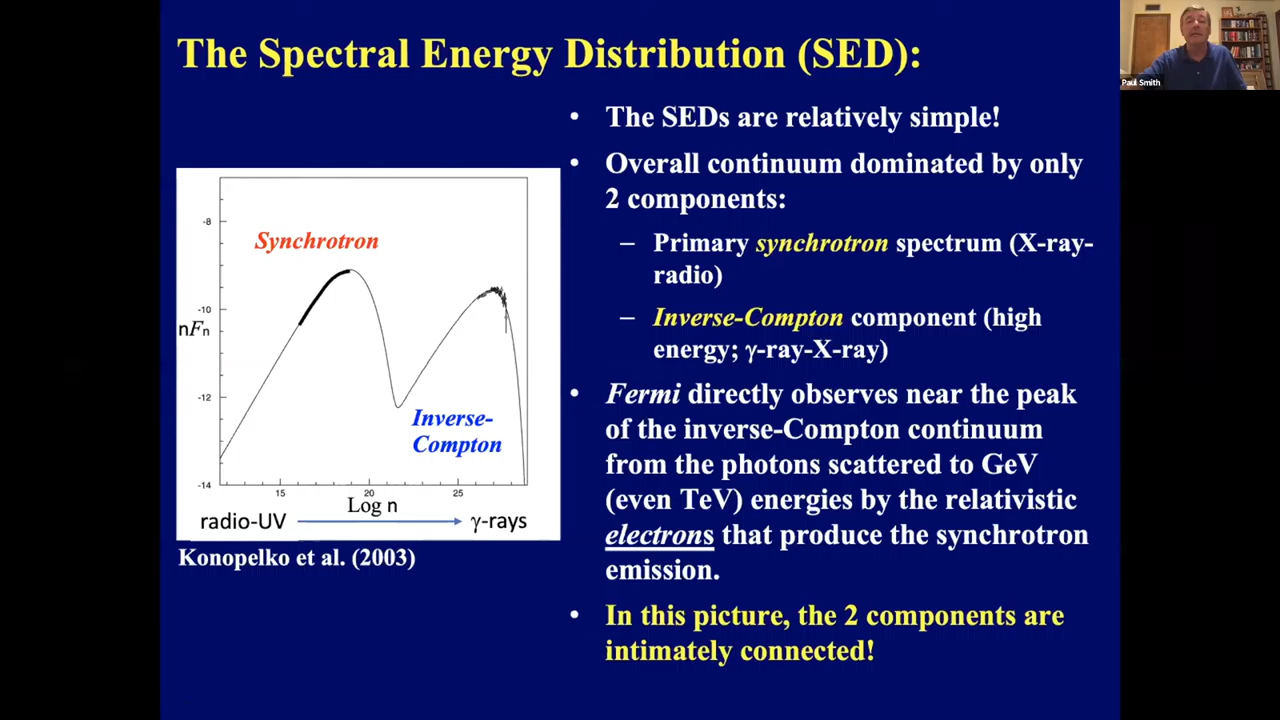 The Spectral Energy Distribution (SED):
Paul Smith
• The SEDs are relatively simple!
• Overall continuum dominated by only
2 components:
– Primary synchrotron spectrum (X-ray-
radio)
– Inverse-Compton component (high
energy; γ-ray-X-ray)
• Fermi directly observes near the peak
of the inverse-Compton continuum
from the photons scattered to GeV
(even TeV) energies by the relativistic
electrons that produce the synchrotron
emission.
• In this picture, the 2 components are
intimately connected!
Synchrotron
Inverse-
Compton
nFn
-8
-10
-12
-14
15 20 25
Log n
radio-UV γ-rays
Konopelko et al. (2003)